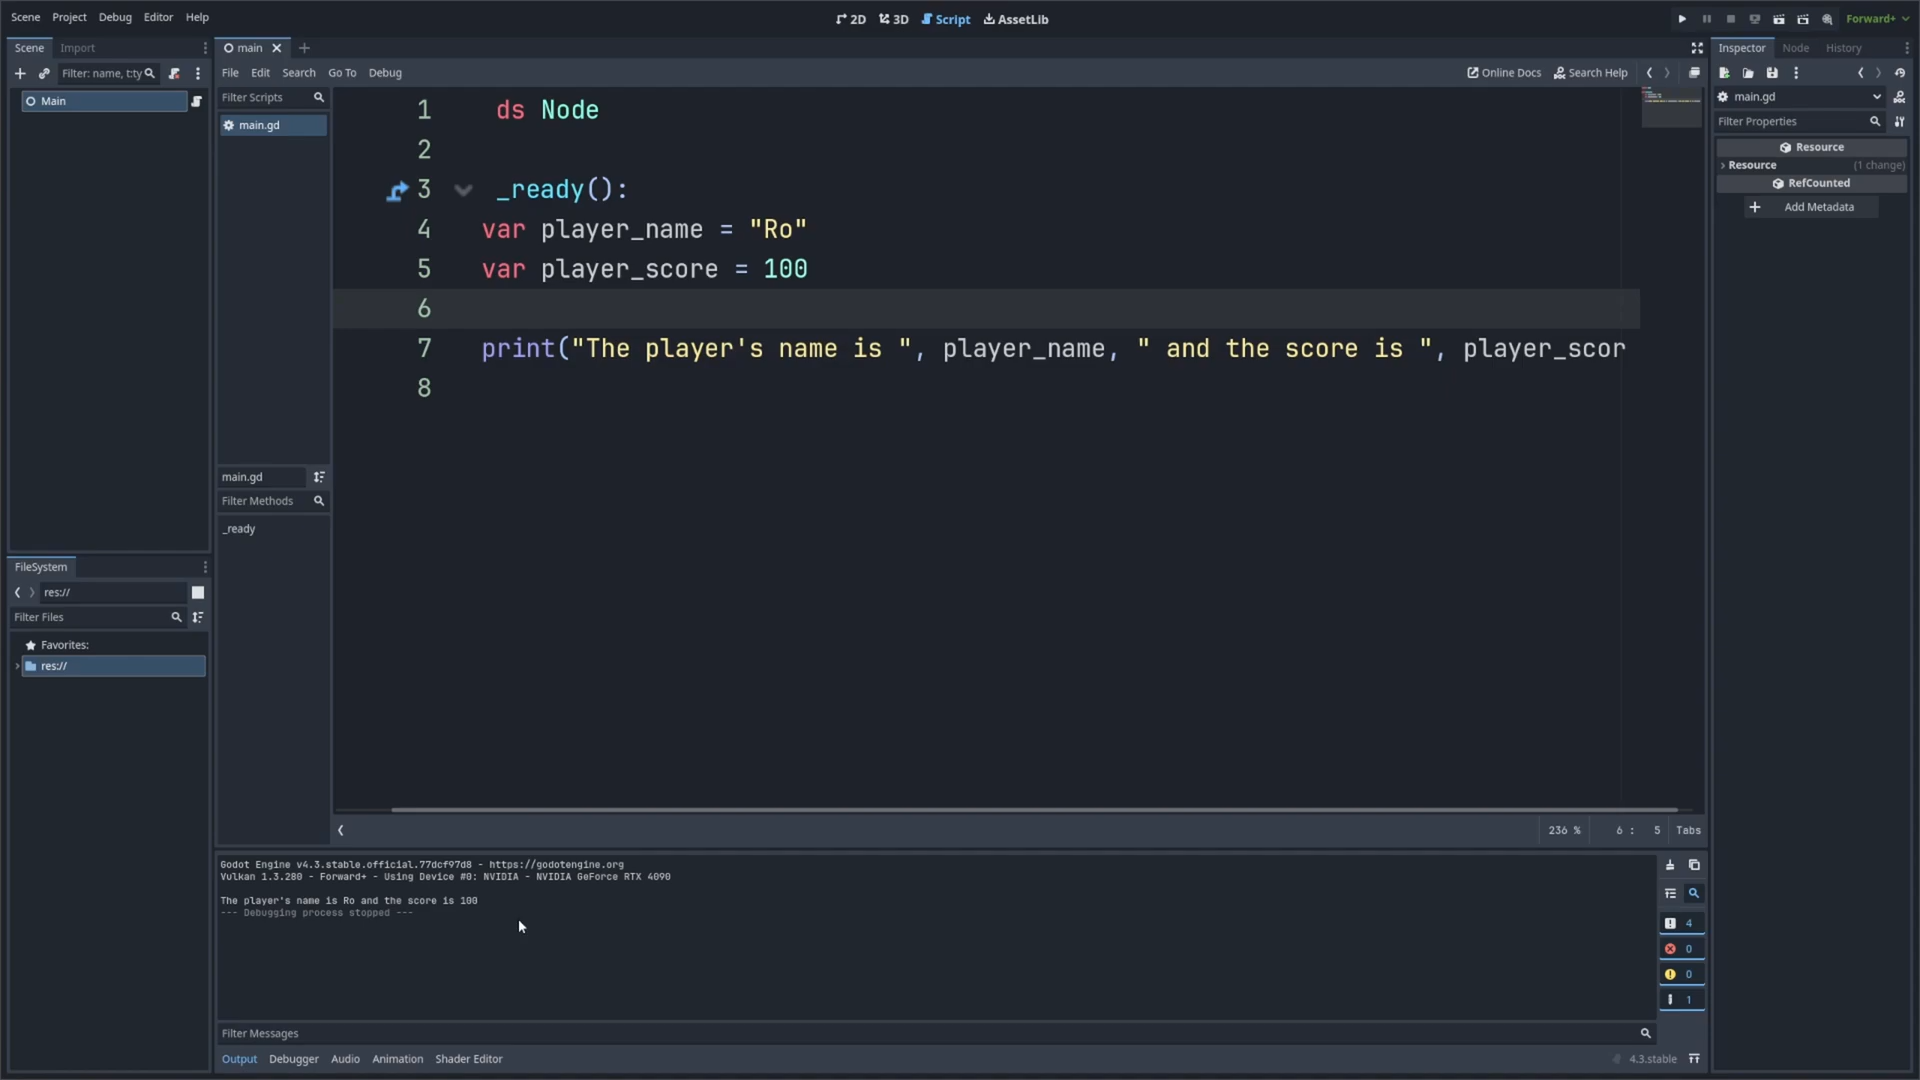 Scene Project Debug Editor Help
2D 3D Script AssetLib
Forward+
Scene Import
main
Inspector Node History
Filter: name, t:ty
File Edit Search Go To Debug
Online Docs Search Help
Main
Filter Scripts
main.gd
main.gd
Filter Properties
Resource
Resource (1 change)
RefCounted
Add Metadata
1 ds Node
2
3 _ready():
4 var player_name = "Ro"
5 var player_score = 100
6
7 print("The player's name is ", player_name, " and the score is ", player_scor
8
main.gd
Filter Methods
_ready
FileSystem
res://
Filter Files
Favorites:
res://
236 % 6 : 5 Tabs
Godot Engine v4.3.stable.official.77dcf97d8 - https://godotengine.org
Vulkan 1.3.280 - Forward+ - Using Device #0: NVIDIA - NVIDIA GeForce RTX 4090
The player's name is Ro and the score is 100
--- Debugging process stopped ---
4
0
0
1
Filter Messages
Output Debugger Audio Animation Shader Editor
4.3.stable